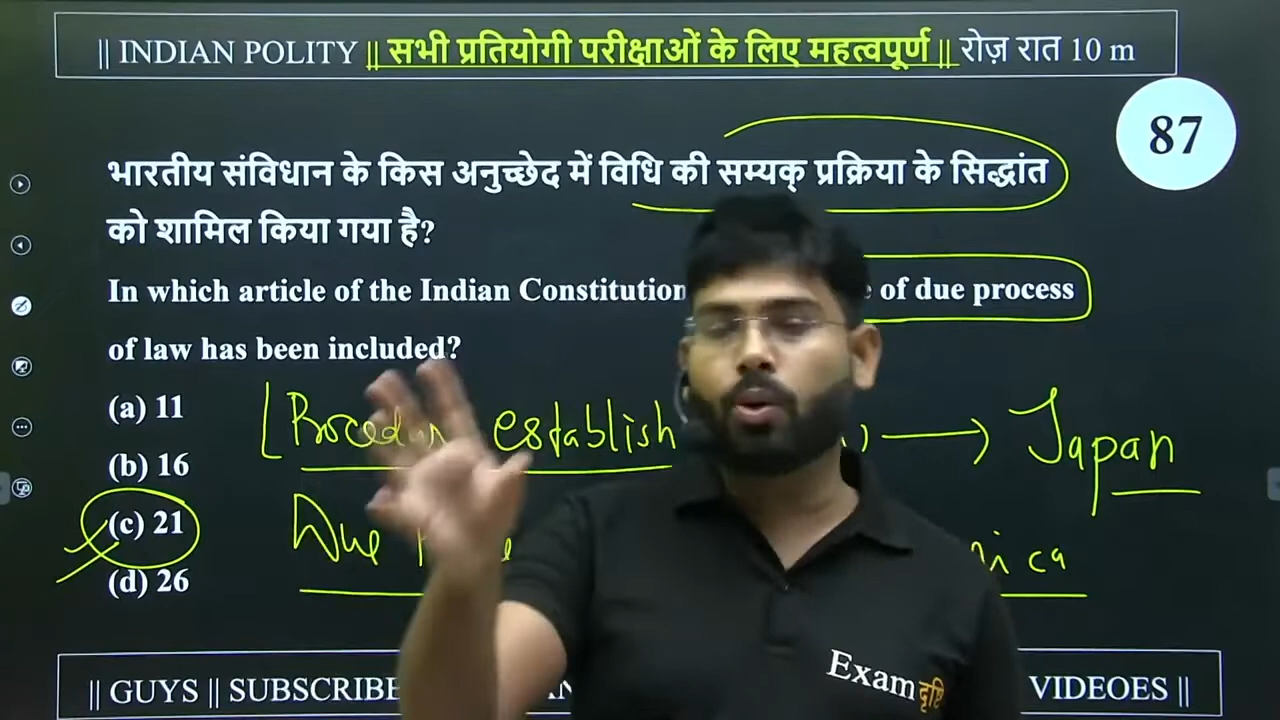 || INDIAN POLITY || सभी प्रतियोगी परीक्षाओं के लिए महत्वपूर्ण || रोज़ रात 10 m
87
भारतीय संविधान के किस अनुच्छेद में विधि की सम्यक् प्रक्रिया के सिद्धांत
को शामिल किया गया है?
In which article of the Indian Constitution of due process
of law has been included?
(a) 11
(b) 16
(c) 21
(d) 26
establish → Japan
Due
Exam दृष्टि
|| GUYS || SUBSCRIBE VIDEOES ||